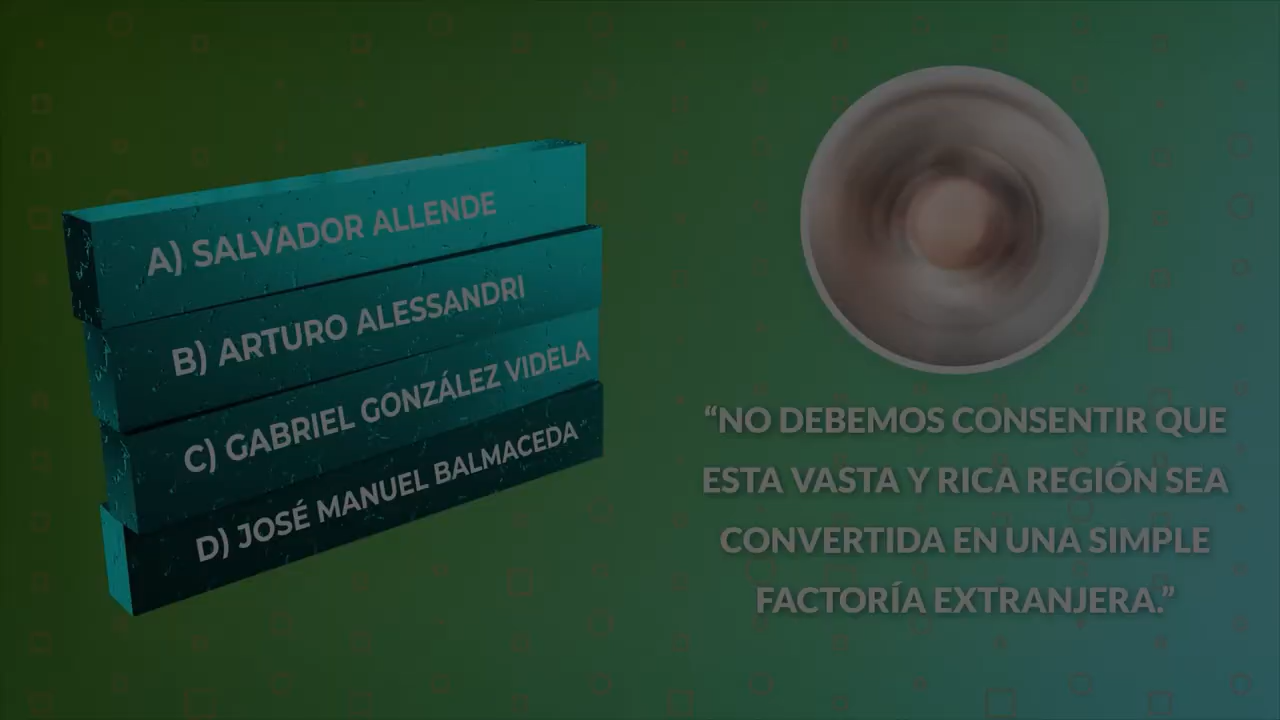 A) SALVADOR ALLENDE
B) ARTURO ALESSANDRI
C) GABRIEL GONZÁLEZ VIDELA
D) JOSÉ MANUEL BALMACEDA
“NO DEBEMOS CONSENTIR QUE
ESTA VASTA Y RICA REGIÓN SEA
CONVERTIDA EN UNA SIMPLE
FACTORÍA EXTRANJERA.”